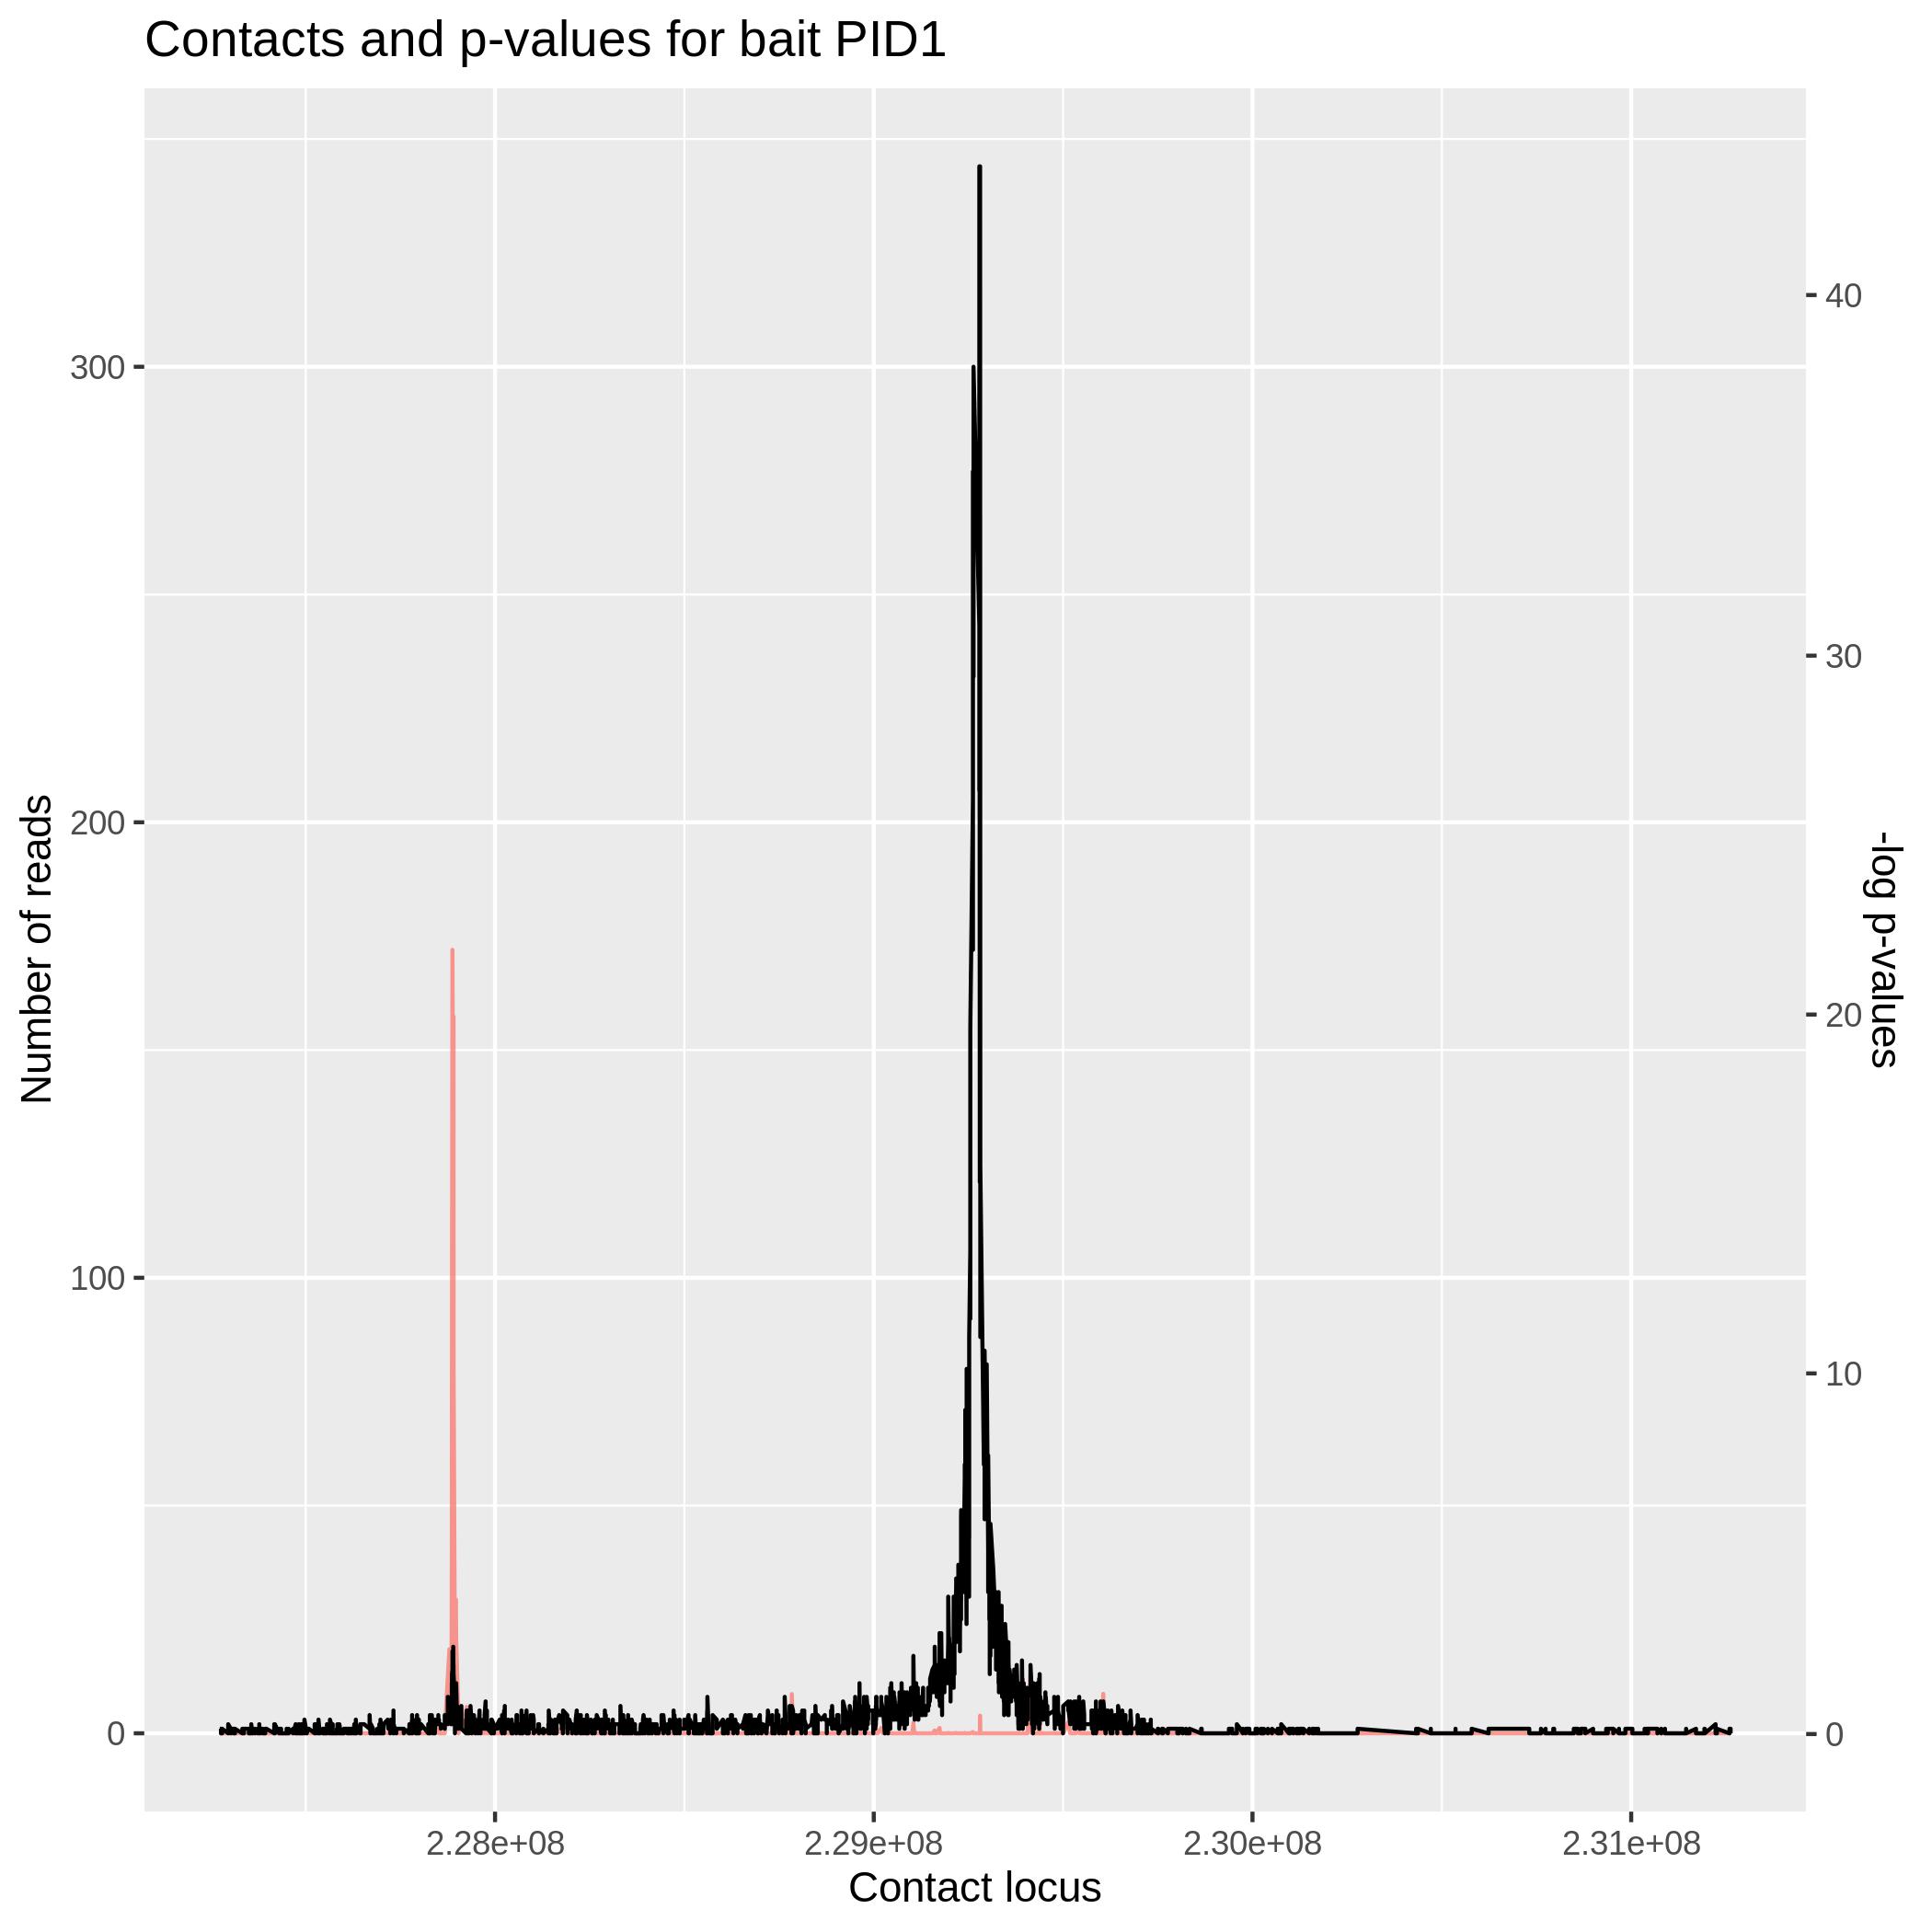 Contacts and p-values for bait PID1
Number of reads
300
200
100
0
40
30
20
10
0
-log p-values
2.28e+08
2.29e+08
2.30e+08
2.31e+08
Contact locus